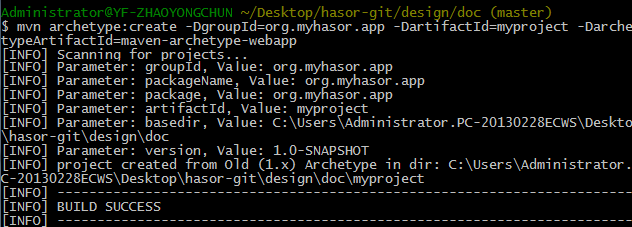 Administrator@YF-ZHAOYONGCHUN ~/Desktop/hasor-git/design/doc (master)
$ mvn archetype:create -DgroupId=org.myhasor.app -DartifactId=myproject -Darche
typeArtifactId=maven-archetype-webapp
[INFO] Scanning for projects...
[INFO] Parameter: groupId, Value: org.myhasor.app
[INFO] Parameter: packageName, Value: org.myhasor.app
[INFO] Parameter: package, Value: org.myhasor.app
[INFO] Parameter: artifactId, Value: myproject
[INFO] Parameter: basedir, Value: C:\Users\Administrator.PC-20130228ECWS\Deskto
\hasor-git\design\doc
[INFO] Parameter: version, Value: 1.0-SNAPSHOT
[INFO] project created from Old (1.x) Archetype in dir: C:\Users\Administrator.
C-20130228ECWS\Desktop\hasor-git\design\doc\myproject
[INFO] ------------------------------------------------------------------------
[INFO] BUILD SUCCESS
[INFO] ------------------------------------------------------------------------